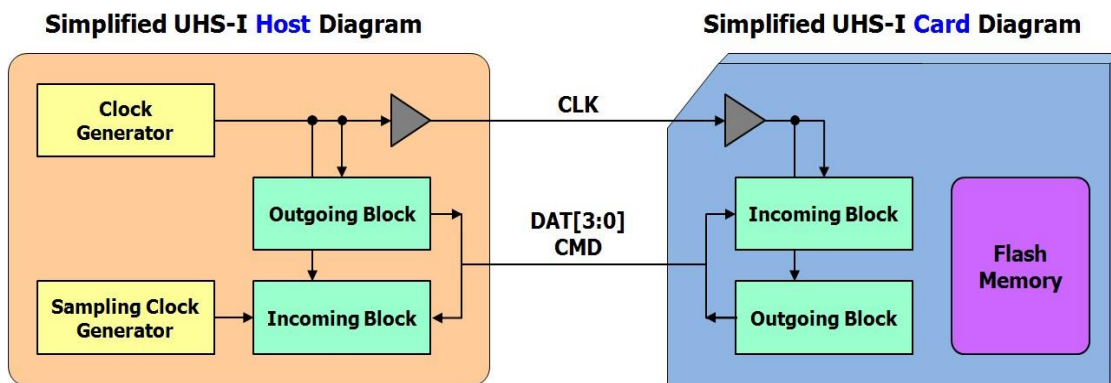 Simplified UHS-I Host Diagram
Simplified UHS-I Card Diagram
Clock
Generator
CLK
Outgoing Block
DAT[3:0]
CMD
Incoming Block
Flash
Memory
Sampling Clock
Generator
Incoming Block
Outgoing Block